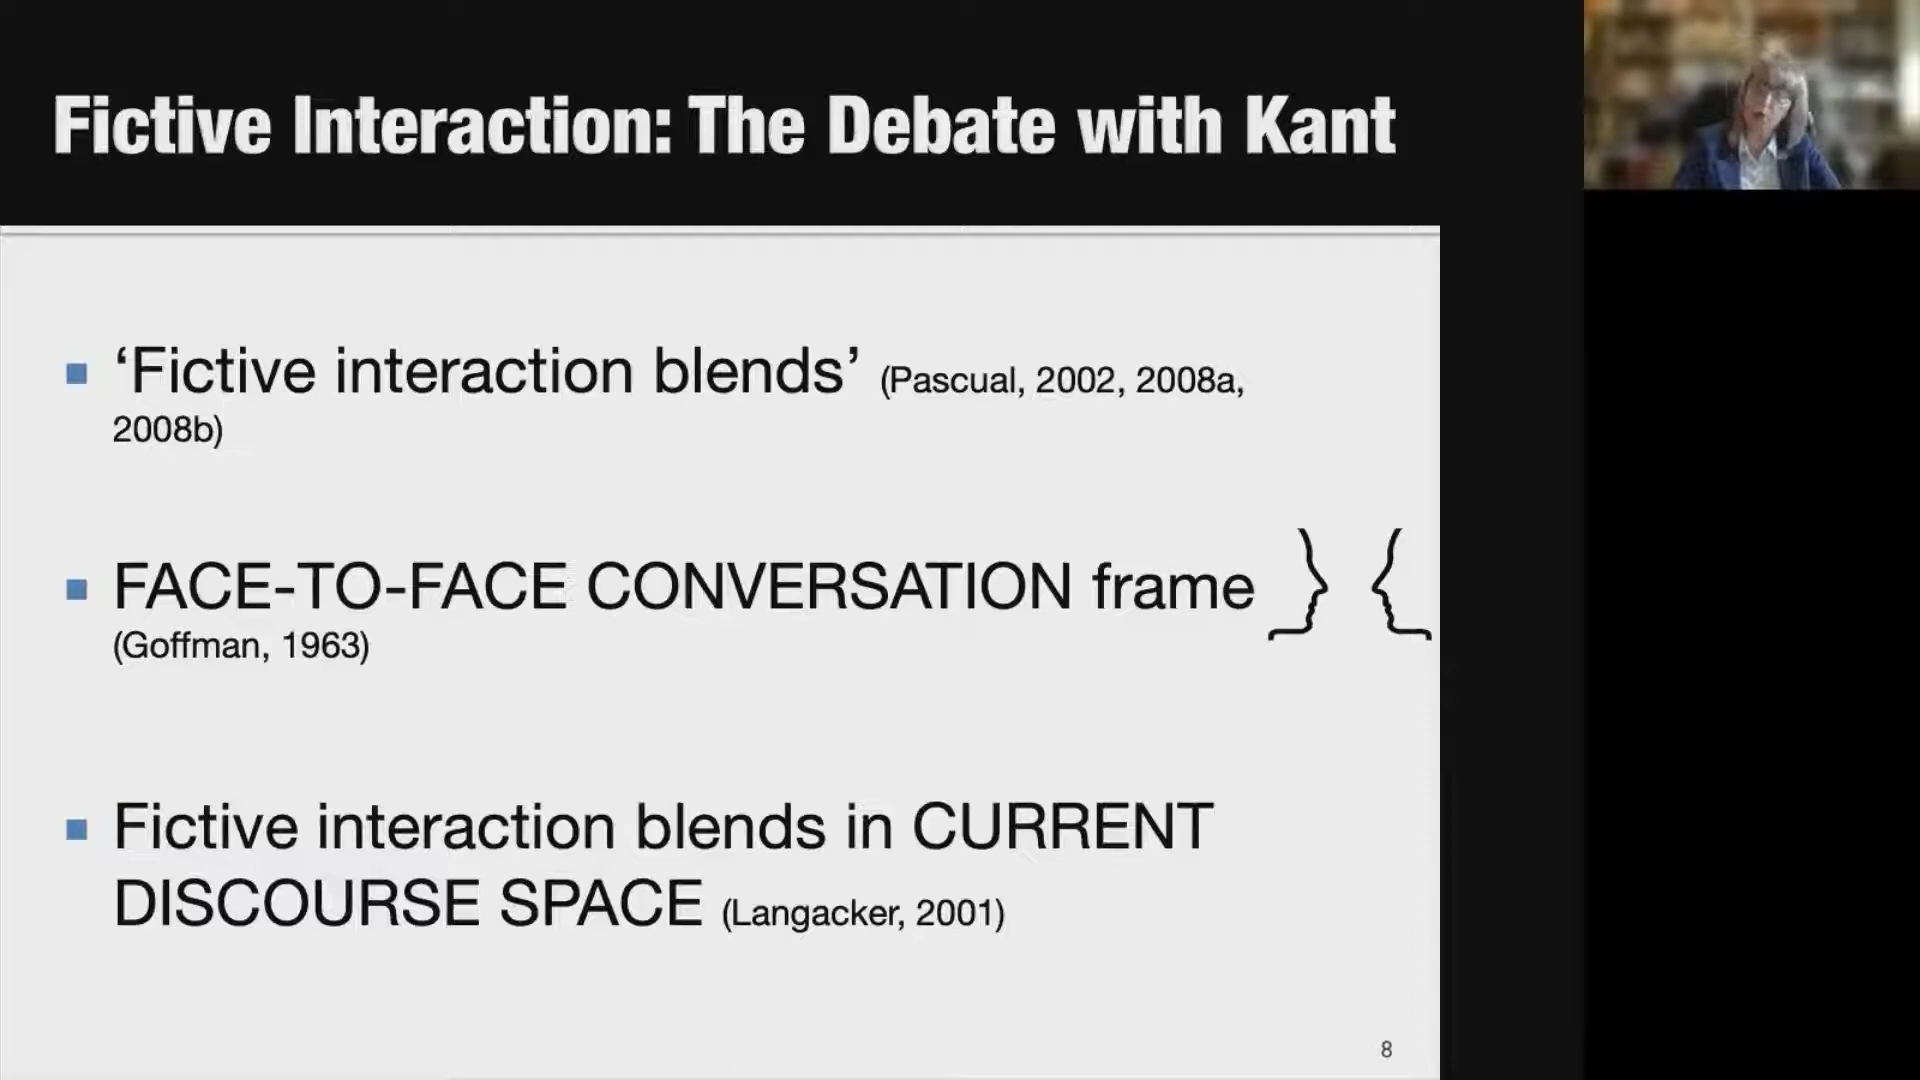 Fictive Interaction: The Debate with Kant
‘Fictive interaction blends’ (Pascual, 2002, 2008a,
2008b)
FACE-TO-FACE CONVERSATION frame
(Goffman, 1963)
Fictive interaction blends in CURRENT
DISCOURSE SPACE (Langacker, 2001)
8